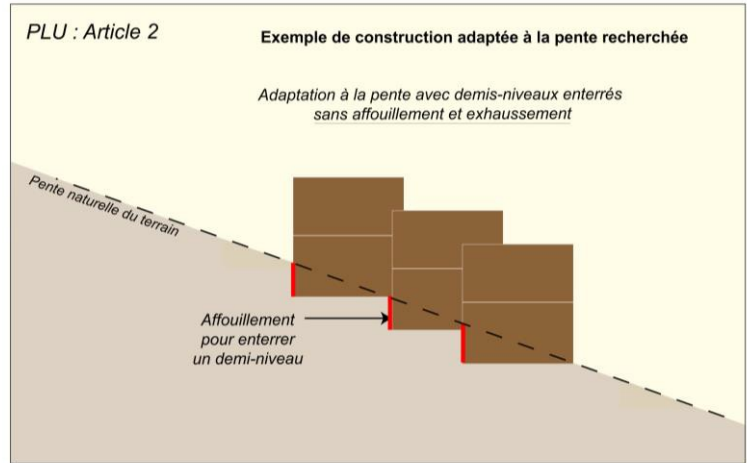 PLU : Article 2
Exemple de construction adaptée à la pente recherchée
Adaptation à la pente avec demis-niveaux enterrés
sans affouillement et exhaussement
Pente naturelle du terrain
Affouillement
pour enterrer
un demi-niveau